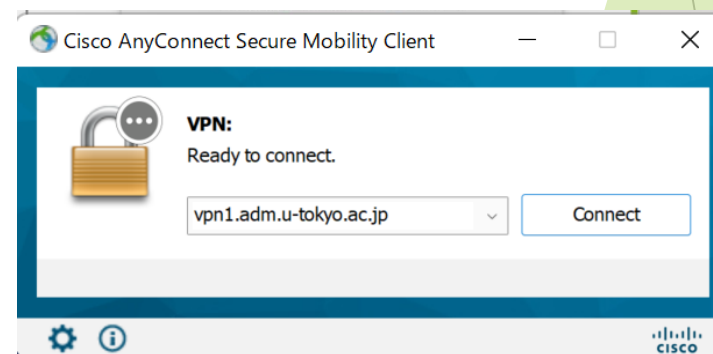 Cisco AnyConnect Secure Mobility Client
VPN:
Ready to connect.
vpn1.adm.u-tokyo.ac.jp
Connect
CISCO